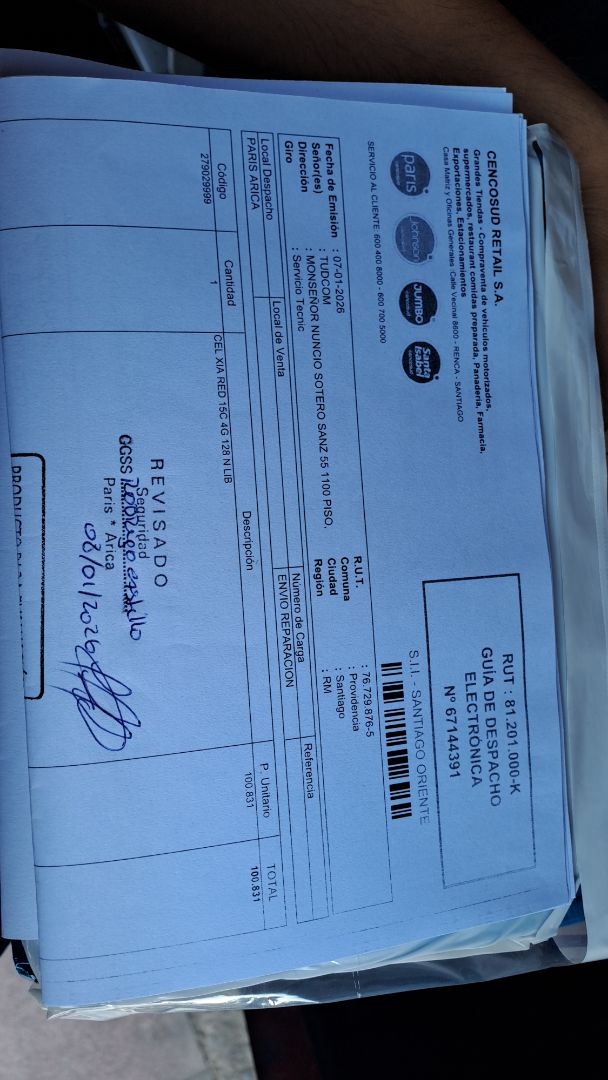 CENCOSUD RETAIL S.A.
Grandes Tiendas - Compraventa de vehículos motorizados,
supermercados, restaurant comidas preparada, Panadería, Farmacia,
Exportaciones, Estacionamientos
Casa Matriz y Oficinas Generales: Calle Vecinal 8600 - RENCA - SANTIAGO
paris
Johnson
JUMBO
cencosud
Santa Isabel
cencosud
SERVICIO AL CLIENTE: 600 400 8000 - 600 700 5000
RUT : 81.201.000-K
GUÍA DE DESPACHO
ELECTRÓNICA
N° 67144391
S.I.I.- SANTIAGO ORIENTE
Fecha de Emisión : 07-01-2026
Señor(es) : TUDCOM
Dirección : MONSEÑOR NUNCIO SOTERO SANZ 55 1100 PISO,
Giro : Servicio Tecnic
R.U.T. : 76.729.876-5
Comuna : Providencia
Ciudad : Santiago
Región : RM
Local Despacho Local de Venta Número de Carga Referencia
PARIS ARICA ENVIO REPARACION
Código Cantidad Descripción P. Unitario TOTAL
279029999 1 CEL XIA RED 15C 4G 128 N LIB 100.831 100.831
REVISADO
Seguridad
GGSS Rodrigo
Paris * Arica
08/01/2026